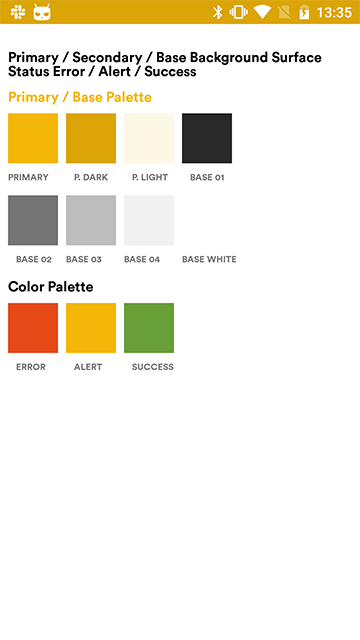 13:35
Primary / Secondary / Base Background Surface
Status Error / Alert / Success
Primary / Base Palette
PRIMARY P. DARK P. LIGHT BASE 01
BASE 02 BASE 03 BASE 04 BASE WHITE
Color Palette
ERROR ALERT SUCCESS